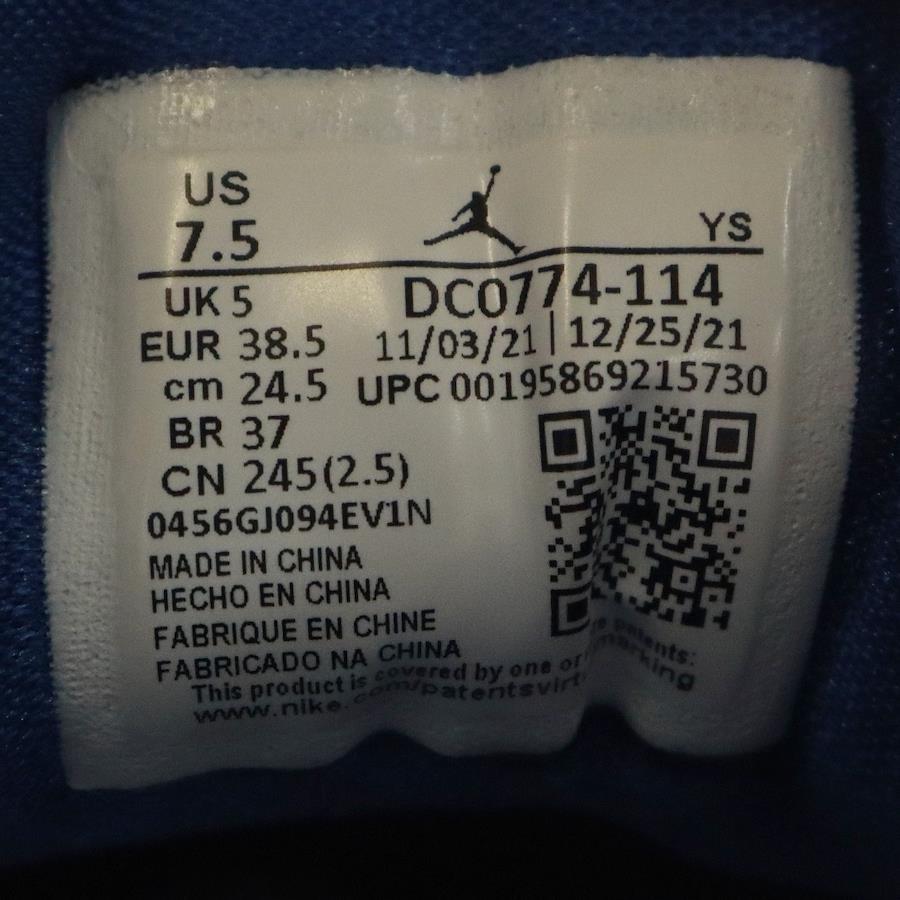 US
7.5
YS
UK 5
DC0774-114
EUR 38.5
11/03/21 | 12/25/21
cm 24.5
UPC 00195869215730
BR 37
CN 245(2.5)
0456GJ094EV1N
MADE IN CHINA
HECHO EN CHINA
FABRIQUE EN CHINE
FABRICADO NA CHINA
This product is covered by one or patents:
www.nike.com/patentsvirt marking